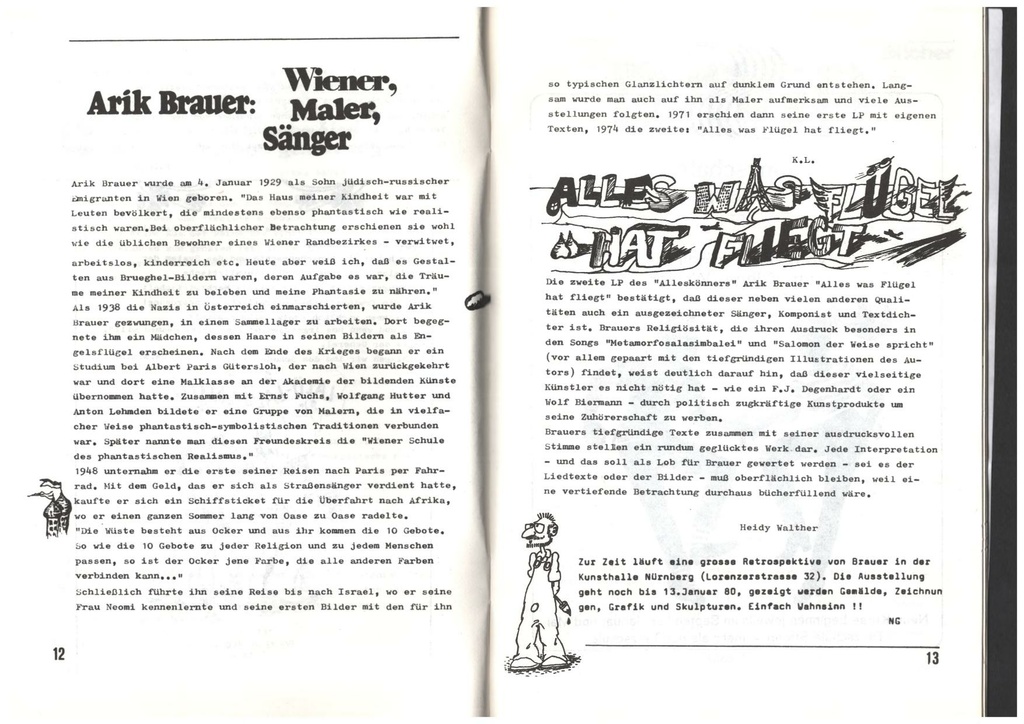 Arik Brauer: Wiener,
Maler,
Sänger
Arik Brauer wurde am 4. Januar 1929 als Sohn jüdisch-russischer
Emigranten in Wien geboren. "Das Haus meiner Kindheit war mit
Leuten bevölkert, die mindestens ebenso phantastisch wie reali-
stisch waren.Bei oberflächlicher Betrachtung erschienen sie wohl
wie die üblichen Bewohner eines Wiener Randbezirkes - verwitwet,
arbeitslos, kinderreich etc. Heute aber weiß ich, daß es Gestal-
ten aus Brueghel-Bildern waren, deren Aufgabe es war, die Träu-
me meiner Kindheit zu beleben und meine Phantasie zu nähren."
Als 1938 die Nazis in Österreich einmarschierten, wurde Arik
Brauer gezwungen, in einem Sammellager zu arbeiten. Dort begeg-
nete ihm ein Mädchen, dessen Haare in seinen Bildern als En-
gelsflügel erscheinen. Nach dem Ende des Krieges begann er ein
Studium bei Albert Paris Gütersloh, der nach Wien zurückgekehrt
war und dort eine Malklasse an der Akademie der bildenden Künste
übernommen hatte. Zusammen mit Ernst Fuchs, Wolfgang Hutter und
Anton Lehmden bildete er eine Gruppe von Malern, die in vielfa-
cher Weise phantastisch-symbolistischen Traditionen verbunden
war. Später nannte man diesen Freundeskreis die "Wiener Schule
des phantastischen Realismus."
1948 unternahm er die erste seiner Reisen nach Paris per Fahr-
rad. Mit dem Geld, das er sich als Straßensänger verdient hatte,
kaufte er sich ein Schiffsticket für die Überfahrt nach Afrika,
wo er einen ganzen Sommer lang von Oase zu Oase radelte.
"Die Wüste besteht aus Ocker und aus ihr kommen die 10 Gebote.
So wie die 10 Gebote zu jeder Religion und zu jedem Menschen
passen, so ist der Ocker jene Farbe, die alle anderen Farben
verbinden kann..."
Schließlich führte ihn seine Reise bis nach Israel, wo er seine
Frau Neomi kennenlernte und seine ersten Bilder mit den für ihn
12
so typischen Glanzlichtern auf dunklem Grund entstehen. Lang-
sam wurde man auch auf ihn als Maler aufmerksam und viele Aus-
stellungen folgten. 1971 erschien dann seine erste LP mit eigenen
Texten, 1974 die zweite: "Alles was Flügel hat fliegt."
K.L.
ALLES WAS FLÜGEL
HAT FLIEGT
Die zweite LP des "Alleskönners" Arik Brauer "Alles was Flügel
hat fliegt" bestätigt, daß dieser neben vielen anderen Quali-
täten auch ein ausgezeichneter Sänger, Komponist und Textdich-
ter ist. Brauers Religiösität, die ihren Ausdruck besonders in
den Songs "Metamorfosalasimbalei" und "Salomon der Weise spricht"
(vor allem gepaart mit den tiefgründigen Illustrationen des Au-
tors) findet, weist deutlich darauf hin, daß dieser vielseitige
Künstler es nicht nötig hat - wie ein F.J. Degenhardt oder ein
Wolf Biermann - durch politisch zugkräftige Kunstprodukte um
seine Zuhörerschaft zu werben.
Brauers tiefgründige Texte zusammen mit seiner ausdrucksvollen
Stimme stellen ein rundum geglücktes Werk dar. Jede Interpretation
- und das soll als Lob für Brauer gewertet werden - sei es der
Liedtexte oder der Bilder - muß oberflächlich bleiben, weil ei-
ne vertiefende Betrachtung durchaus bücherfüllend wäre.
Heidy Walther
Zur Zeit läuft eine grosse Retrospektive von Brauer in der
Kunsthalle Nürnberg (Lorenzerstrasse 32). Die Ausstellung
geht noch bis 13.Januar 80, gezeigt werden Gemälde, Zeichnun
gen, Grafik und Skulpturen. Einfach Wahnsinn !!
NG
13